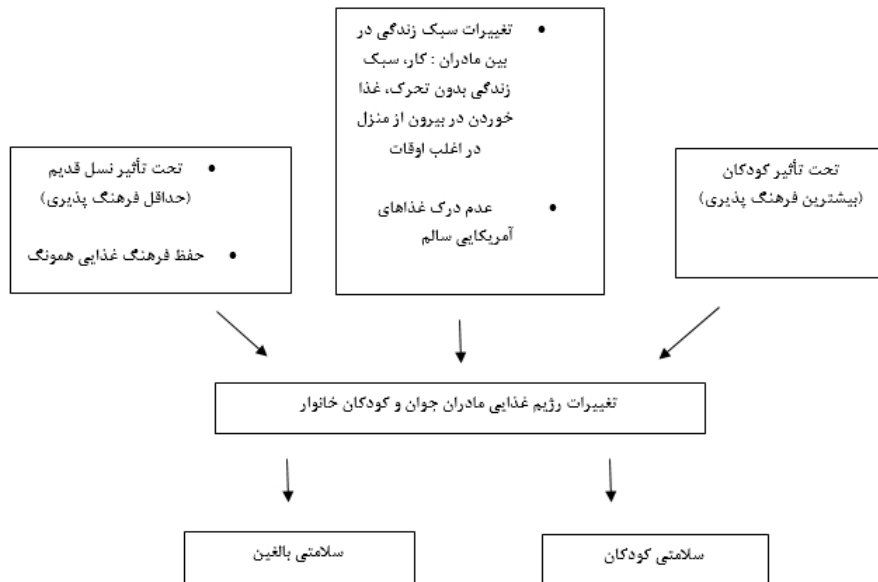 • تغییرات سبک زندگی در
بین مادران : کار، سبک
زندگی بدون تحرک، غذا
خوردن در بیرون از منزل
در اغلب اوقات
• عدم درک غذاهای
آمریکایی سالم
تحت تأثیر کودکان
(بیشترین فرهنگ پذیری)
• تحت تأثیر نسل قدیم
(حداقل فرهنگ پذیری)
• حفظ فرهنگ غذایی همونگ
تغییرات رژیم غذایی مادران جوان و کودکان خانوار
سلامتی کودکان
سلامتی بالغین